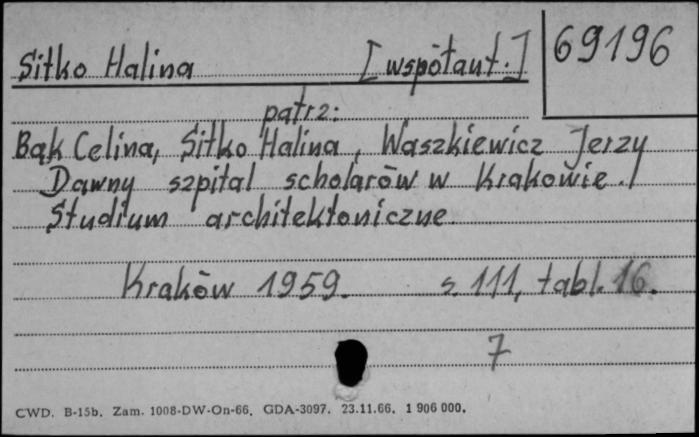 Sitko Halina [współaut.] 69196
patrz:
Bąk Celina, Sitko Halina, Waszkiewicz Jerzy
Dawny szpital scholarów w Krakowie./
Studium architektoniczne.
Kraków 1959. s. 111, tabl. 16.
7
CWD. B-15b. Zam. 1008-DW-On-66. GDA-3097. 23.11.66. 1 906 000.